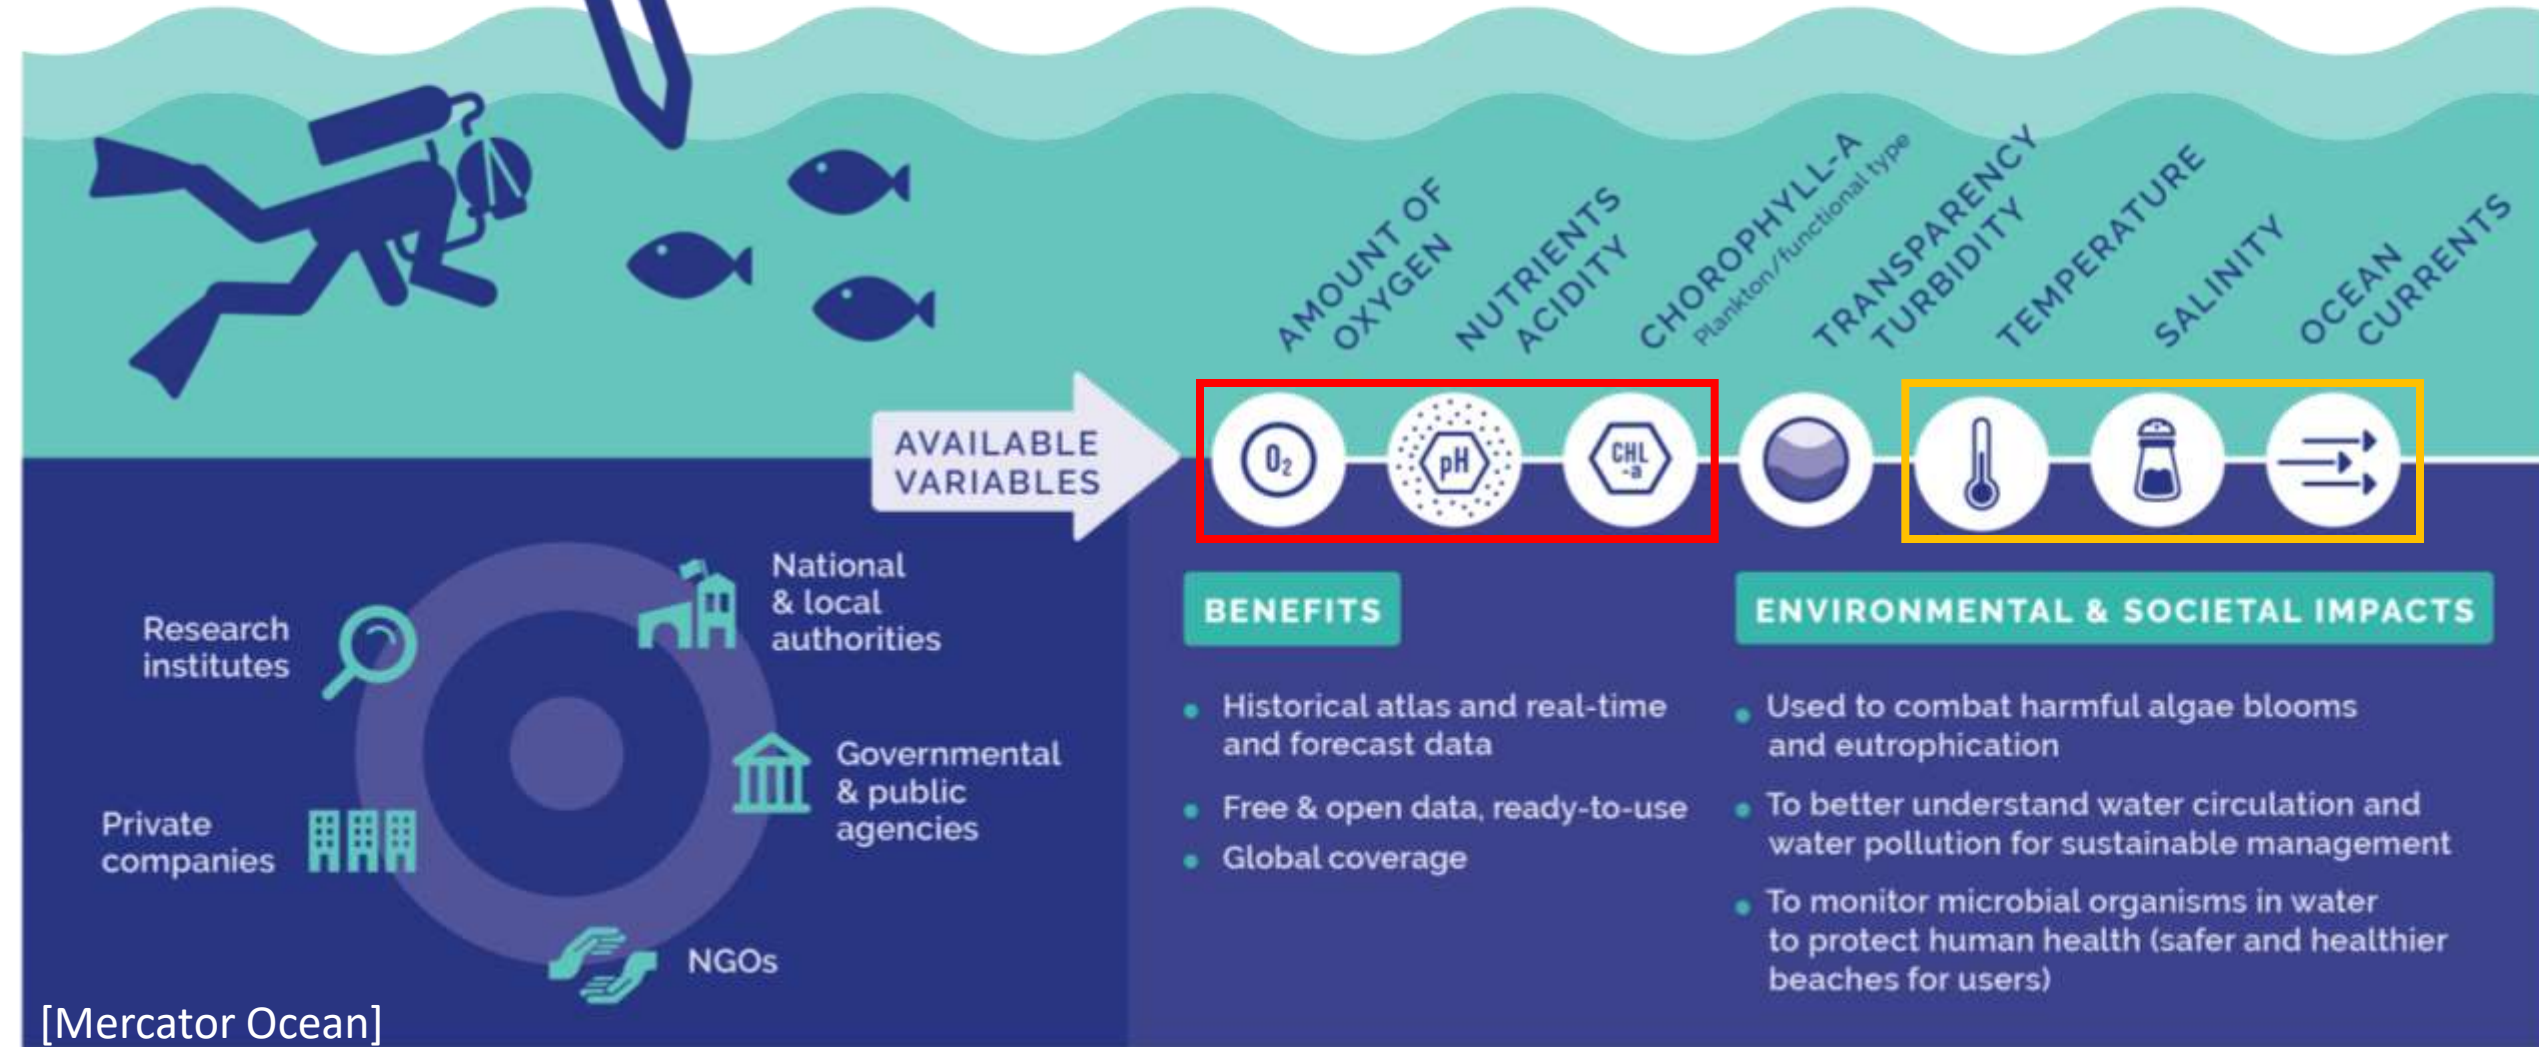 AMOUNT OF
OXYGEN
NUTRIENTS
ACIDITY
CHOROPHYLL-A
Plankton/functional type
TRANSPARENCY
TURBIDITY
TEMPERATURE
SALINITY
OCEAN
CURRENTS
AVAILABLE
VARIABLES
O2
pH
CHL
-a
Research
institutes
National
& local
authorities
Governmental
& public
agencies
Private
companies
NGOs
BENEFITS
• Historical atlas and real-time
and forecast data
• Free & open data, ready-to-use
• Global coverage
ENVIRONMENTAL & SOCIETAL IMPACTS
• Used to combat harmful algae blooms
and eutrophication
• To better understand water circulation and
water pollution for sustainable management
• To monitor microbial organisms in water
to protect human health (safer and healthier
beaches for users)
[Mercator Ocean]